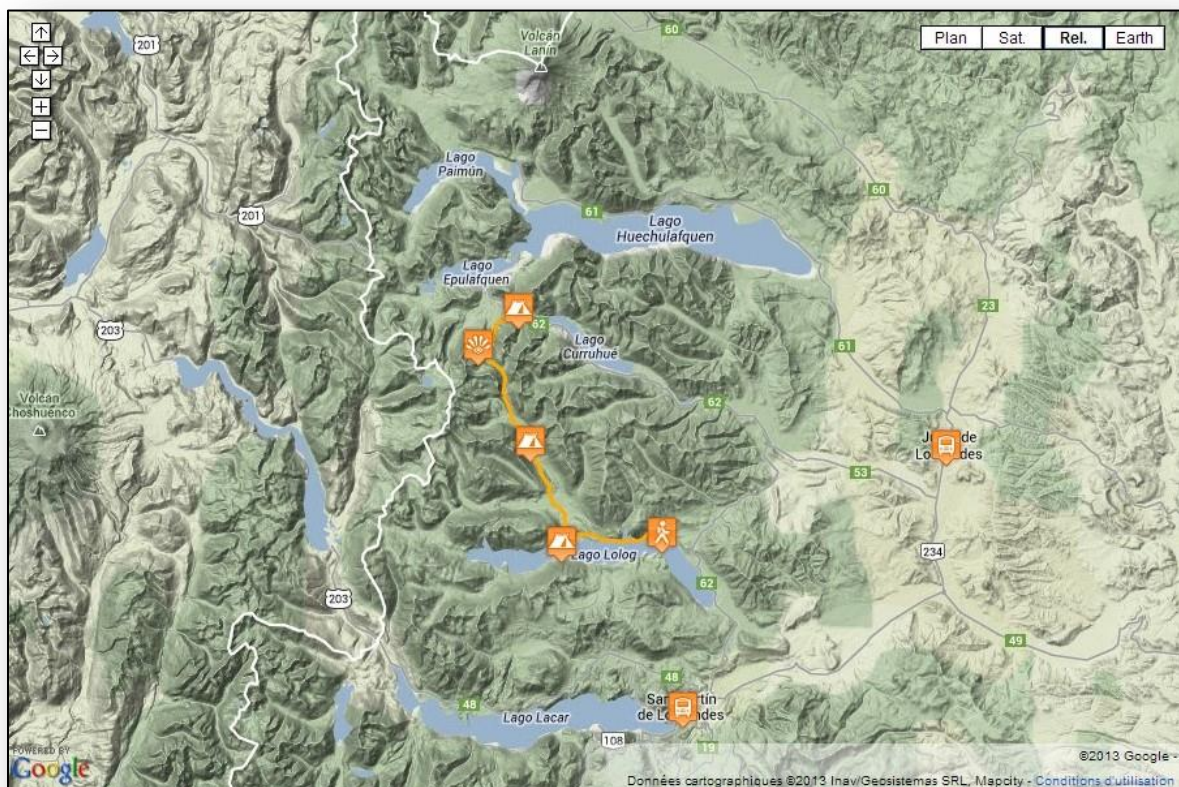 Plan
Sat.
Rel.
Earth
201
60
Volcán
Lanín
Lago
Paimún
60
201
61
Lago
Huechulafquen
Lago
Epulafquen
23
203
62
Lago
Curruhué
61
Volcán
Choshuenco
62
53
234
Lago Lolog
62
203
49
48
48
Lago Lacar
108
19
POWERED BY
Google
©2013 Google -
Données cartographiques ©2013 Inav/Geosistemas SRL, Mapcity - Conditions d'utilisation